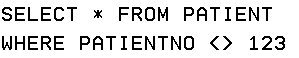 SELECT * FROM PATIENT
WHERE PATIENTNO <> 123